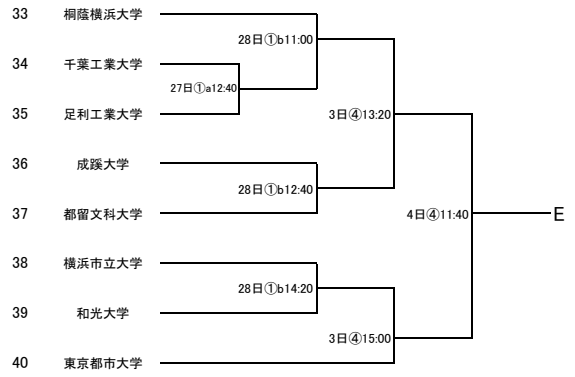 33 桐蔭横浜大学
28日①b11:00
34 千葉工業大学
27日①a12:40
35 足利工業大学
3日④13:20
36 成蹊大学
28日①b12:40
37 都留文科大学
4日④11:40 E
38 横浜市立大学
28日①b14:20
39 和光大学
3日④15:00
40 東京都市大学